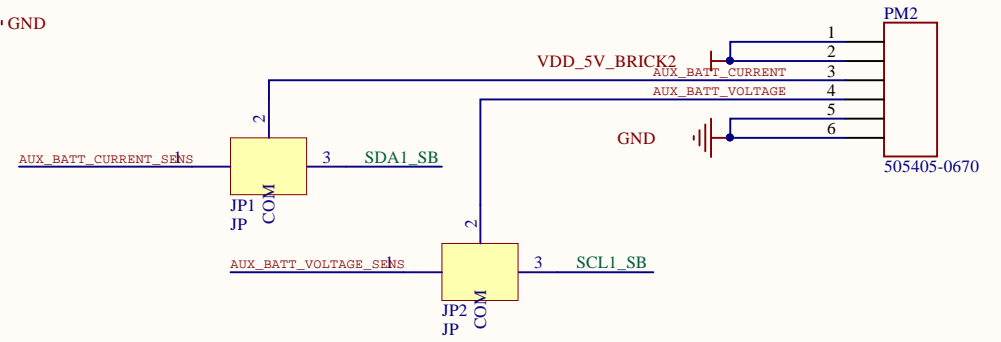 GND
PM2
1
VDD_5V_BRICK2
2
AUX_BATT_CURRENT
3
AUX_BATT_VOLTAGE
4
5
GND
6
505405-0670
2
AUX_BATT_CURRENT_SENS
1
3
SDA1_SB
JP1
JP
COM
2
AUX_BATT_VOLTAGE_SENS
1
3
SCL1_SB
JP2
JP
COM